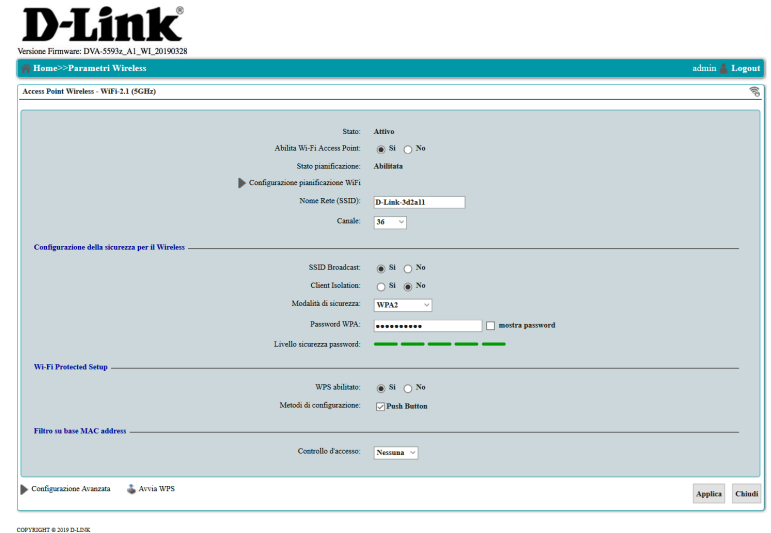 D-Link®
Versione Firmware: DVA-5593z_A1_WI_20190328
Home>>Parametri Wireless admin Logout
Access Point Wireless - WiFi-2.1 (5GHz)
Stato: Attivo
Abilita Wi-Fi Access Point: Si No
Stato pianificazione: Abilitata
Configurazione pianificazione WiFi
Nome Rete (SSID): D-Link-3d2a11
Canale: 36
Configurazione della sicurezza per il Wireless
SSID Broadcast: Si No
Client Isolation: Si No
Modalità di sicurezza: WPA2
Password WPA: •••••••••• mostra password
Livello sicurezza password:
Wi-Fi Protected Setup
WPS abilitato: Si No
Metodi di configurazione: Push Button
Filtro su base MAC address
Controllo d'accesso: Nessuna
Configurazione Avanzata Avvia WPS Applica Chiudi
COPYRIGHT © 2019 D-LINK